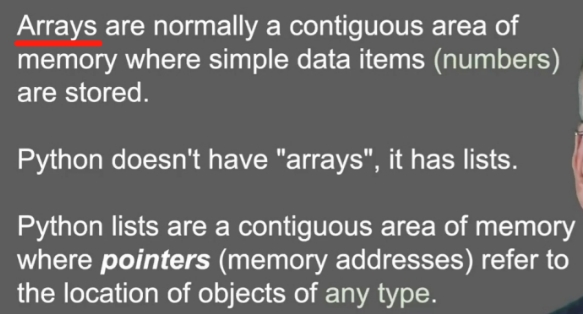 Arrays are normally a contiguous area of
memory where simple data items (numbers)
are stored.
Python doesn't have "arrays", it has lists.
Python lists are a contiguous area of memory
where pointers (memory addresses) refer to
the location of objects of any type.